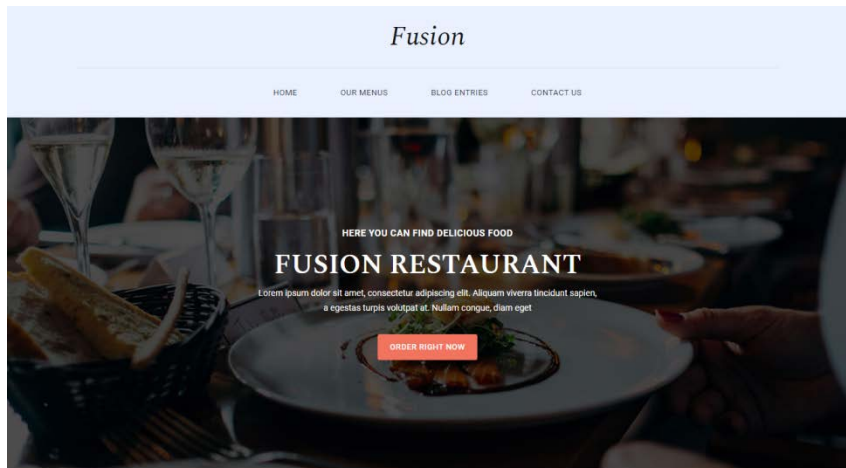 Fusion
HOME OUR MENUS BLOG ENTRIES CONTACT US
HERE YOU CAN FIND DELICIOUS FOOD
FUSION RESTAURANT
Lorem ipsum dolor sit amet, consectetur adipiscing elit. Aliquam viverra tincidunt sapien,
a egestas turpis volutpat at. Nullam congue, diam eget
ORDER RIGHT NOW